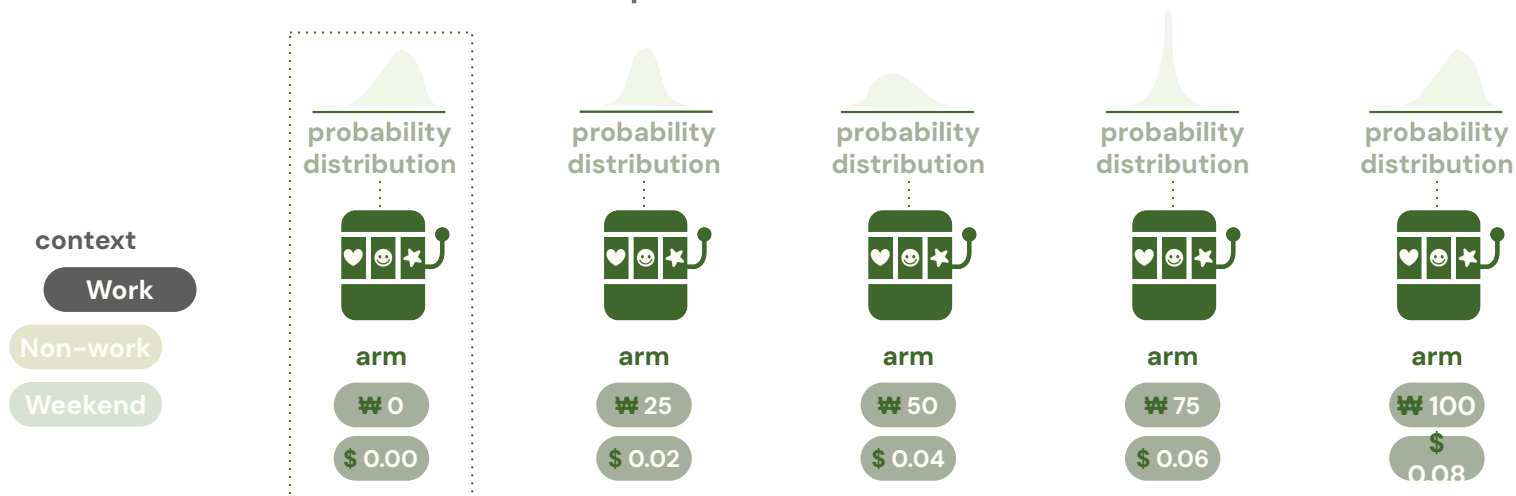 probability
distribution
probability
distribution
probability
distribution
probability
distribution
probability
distribution
context
Work
Non-work
Weekend
arm
arm
arm
arm
arm
₩ 0
₩ 25
₩ 50
₩ 75
₩ 100
$ 0.00
$ 0.02
$ 0.04
$ 0.06
$
0.08